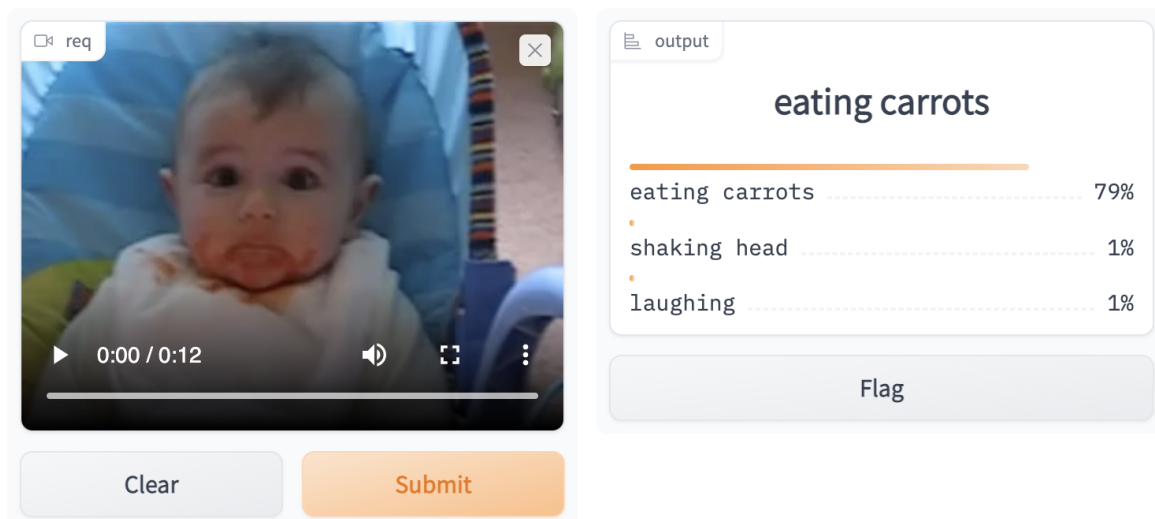 req
0:00 / 0:12
Clear
Submit
output
eating carrots
eating carrots 79%
shaking head 1%
laughing 1%
Flag